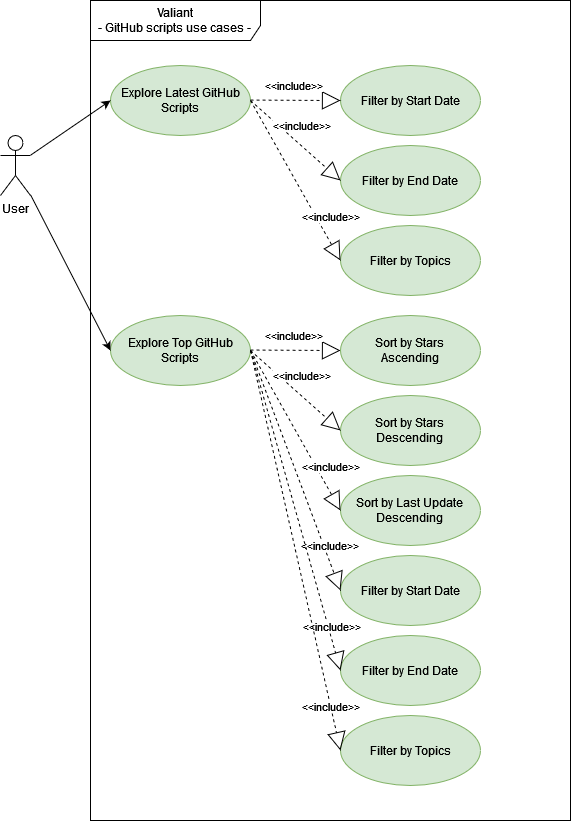 Valiant
- GitHub scripts use cases -
User
Explore Latest GitHub
Scripts
<<include>>
Filter by Start Date
<<include>>
Filter by End Date
<<include>>
Filter by Topics
Explore Top GitHub
Scripts
<<include>>
Sort by Stars
Ascending
<<include>>
Sort by Stars
Descending
<<include>>
Sort by Last Update
Descending
<<include>>
Filter by Start Date
<<include>>
Filter by End Date
<<include>>
Filter by Topics